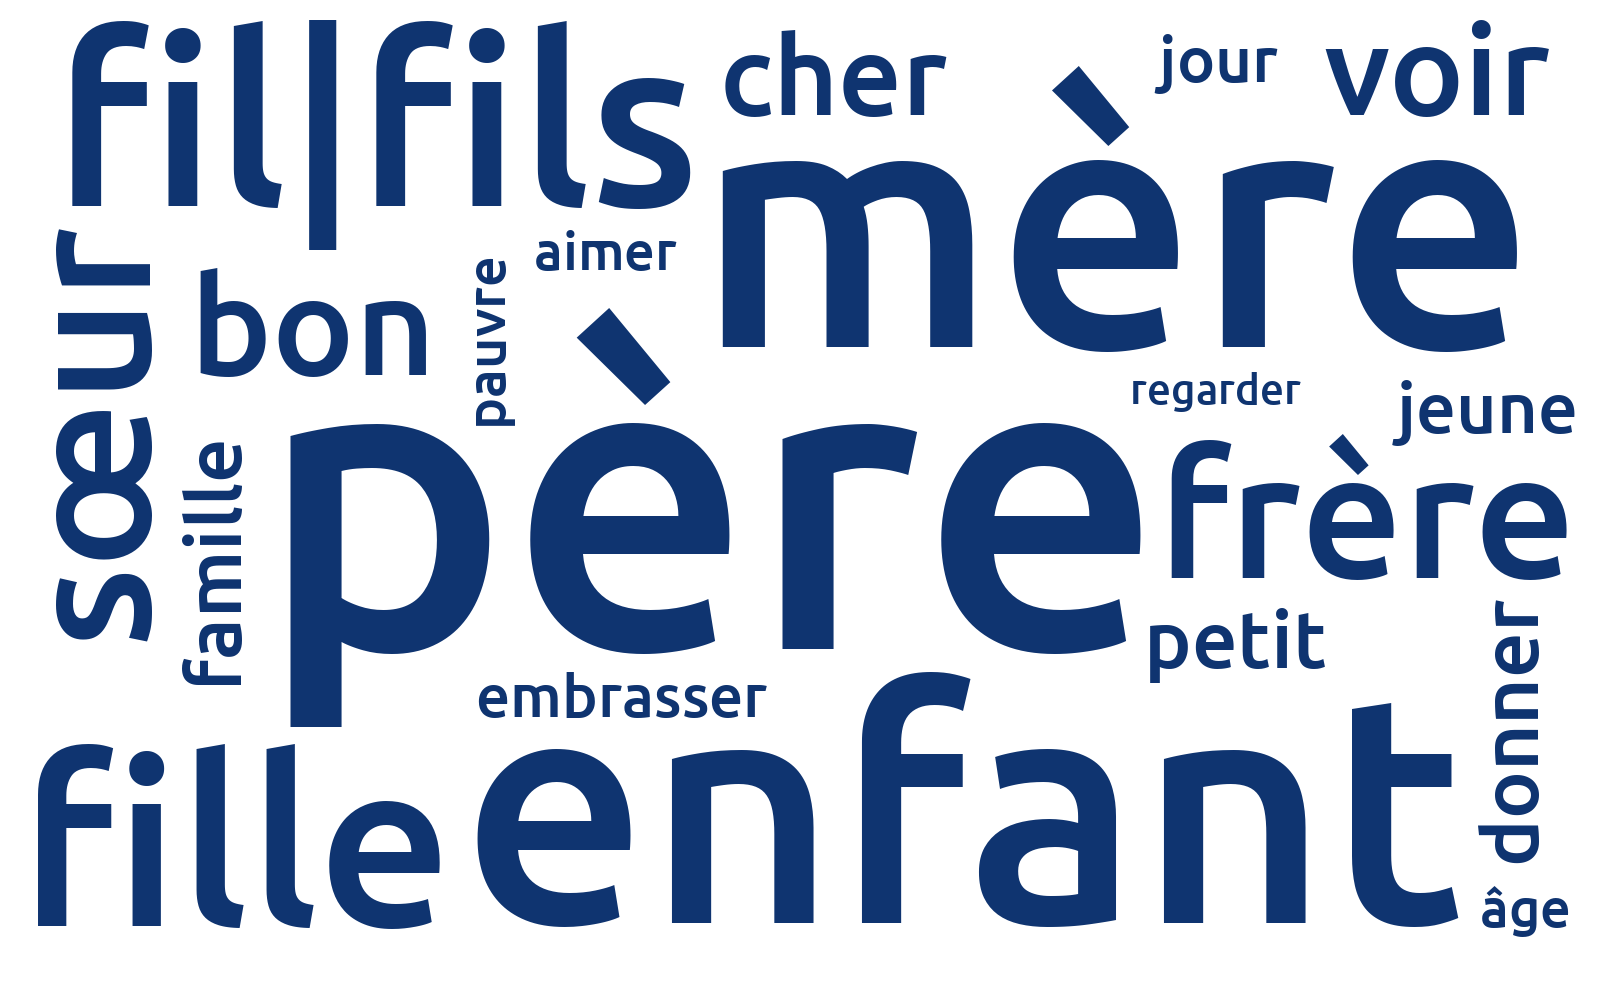 fil|fils
cher
jour
voir
mère
sœur
bon
pauvre
aimer
père
regarder
jeune
frère
famille
petit
donner
embrasser
fille
enfant
âge